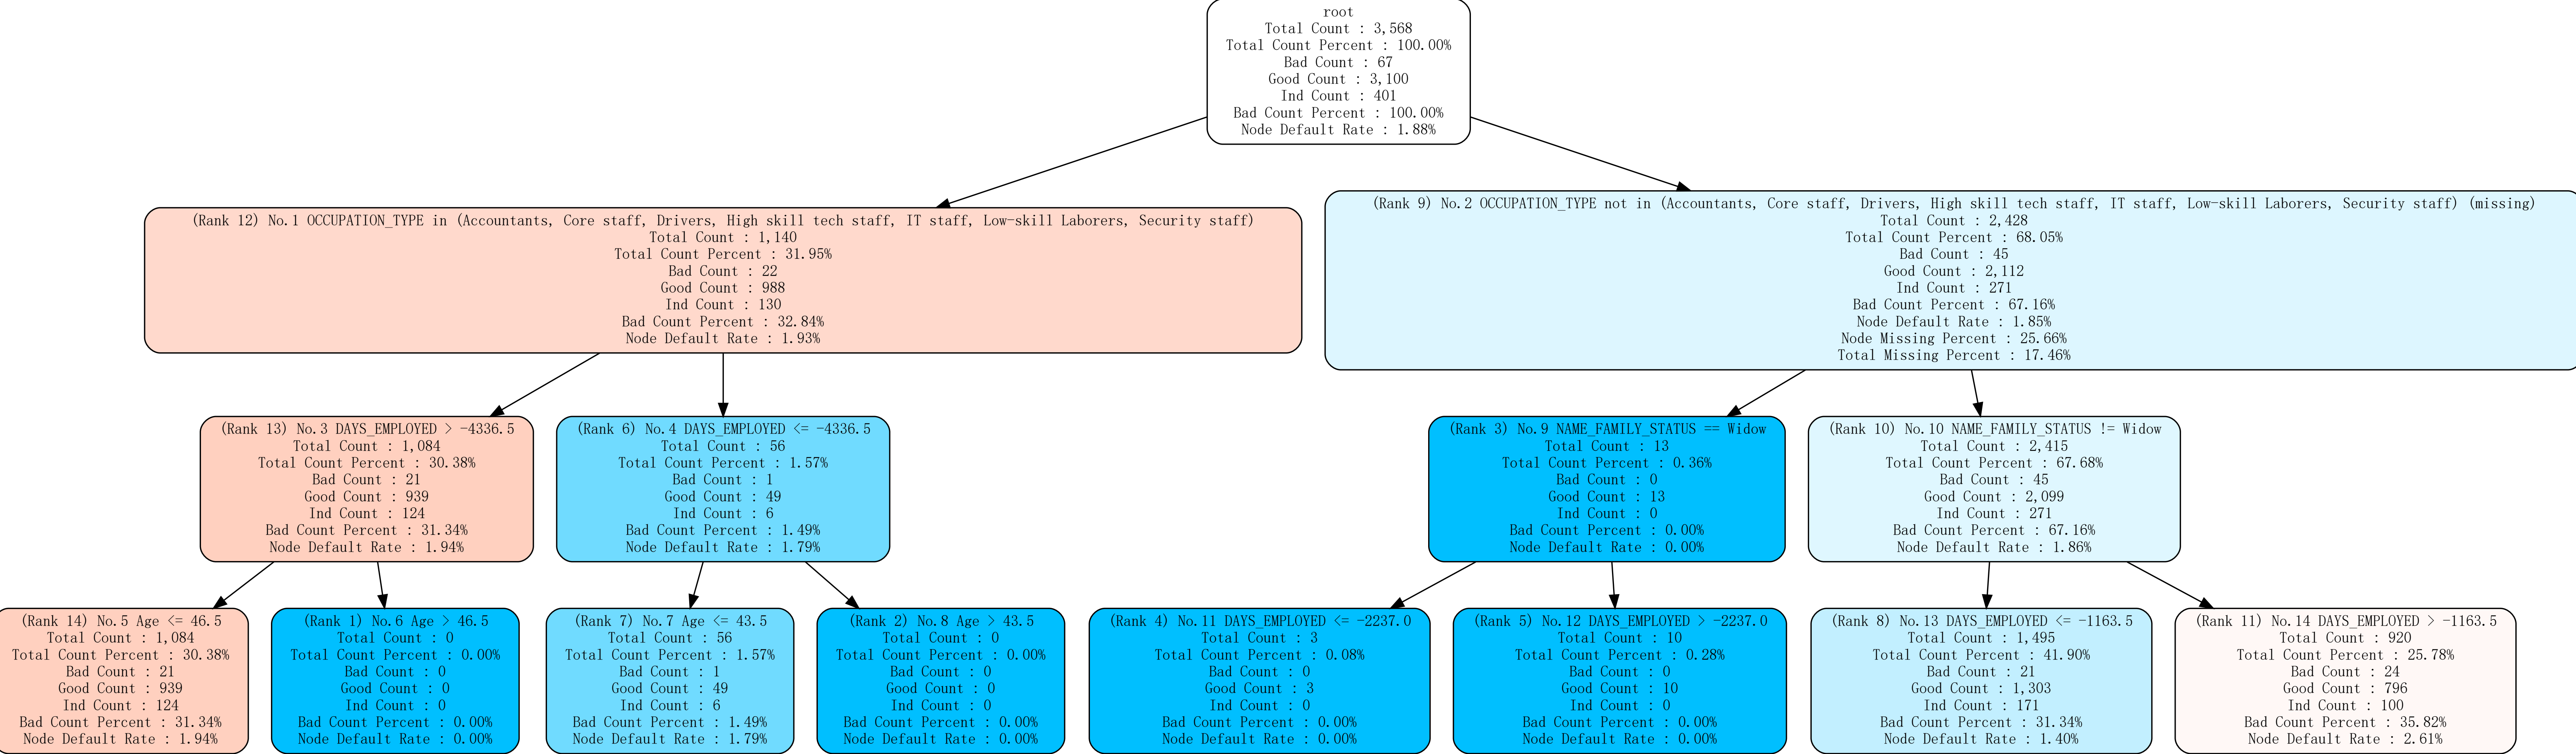 root
Total Count : 3,568
Total Count Percent : 100.00%
Bad Count : 67
Good Count : 3,100
Ind Count : 401
Bad Count Percent : 100.00%
Node Default Rate : 1.88%
(Rank 12) No.1 OCCUPATION_TYPE in (Accountants, Core staff, Drivers, High skill tech staff, IT staff, Low-skill Laborers, Security staff)
Total Count : 1,140
Total Count Percent : 31.95%
Bad Count : 22
Good Count : 988
Ind Count : 130
Bad Count Percent : 32.84%
Node Default Rate : 1.93%
(Rank 9) No.2 OCCUPATION_TYPE not in (Accountants, Core staff, Drivers, High skill tech staff, IT staff, Low-skill Laborers, Security staff) (missing)
Total Count : 2,428
Total Count Percent : 68.05%
Bad Count : 45
Good Count : 2,112
Ind Count : 271
Bad Count Percent : 67.16%
Node Default Rate : 1.85%
Node Missing Percent : 25.66%
Total Missing Percent : 17.46%
(Rank 13) No.3 DAYS_EMPLOYED > -4336.5
Total Count : 1,084
Total Count Percent : 30.38%
Bad Count : 21
Good Count : 939
Ind Count : 124
Bad Count Percent : 31.34%
Node Default Rate : 1.94%
(Rank 6) No.4 DAYS_EMPLOYED <= -4336.5
Total Count : 56
Total Count Percent : 1.57%
Bad Count : 1
Good Count : 49
Ind Count : 6
Bad Count Percent : 1.49%
Node Default Rate : 1.79%
(Rank 3) No.9 NAME_FAMILY_STATUS == Widow
Total Count : 13
Total Count Percent : 0.36%
Bad Count : 0
Good Count : 13
Ind Count : 0
Bad Count Percent : 0.00%
Node Default Rate : 0.00%
(Rank 10) No.10 NAME_FAMILY_STATUS != Widow
Total Count : 2,415
Total Count Percent : 67.68%
Bad Count : 45
Good Count : 2,099
Ind Count : 271
Bad Count Percent : 67.16%
Node Default Rate : 1.86%
(Rank 14) No.5 Age <= 46.5
Total Count : 1,084
Total Count Percent : 30.38%
Bad Count : 21
Good Count : 939
Ind Count : 124
Bad Count Percent : 31.34%
Node Default Rate : 1.94%
(Rank 1) No.6 Age > 46.5
Total Count : 0
Total Count Percent : 0.00%
Bad Count : 0
Good Count : 0
Ind Count : 0
Bad Count Percent : 0.00%
Node Default Rate : 0.00%
(Rank 7) No.7 Age <= 43.5
Total Count : 56
Total Count Percent : 1.57%
Bad Count : 1
Good Count : 49
Ind Count : 6
Bad Count Percent : 1.49%
Node Default Rate : 1.79%
(Rank 2) No.8 Age > 43.5
Total Count : 0
Total Count Percent : 0.00%
Bad Count : 0
Good Count : 0
Ind Count : 0
Bad Count Percent : 0.00%
Node Default Rate : 0.00%
(Rank 4) No.11 DAYS_EMPLOYED <= -2237.0
Total Count : 3
Total Count Percent : 0.08%
Bad Count : 0
Good Count : 3
Ind Count : 0
Bad Count Percent : 0.00%
Node Default Rate : 0.00%
(Rank 5) No.12 DAYS_EMPLOYED > -2237.0
Total Count : 10
Total Count Percent : 0.28%
Bad Count : 0
Good Count : 10
Ind Count : 0
Bad Count Percent : 0.00%
Node Default Rate : 0.00%
(Rank 8) No.13 DAYS_EMPLOYED <= -1163.5
Total Count : 1,495
Total Count Percent : 41.90%
Bad Count : 21
Good Count : 1,303
Ind Count : 171
Bad Count Percent : 31.34%
Node Default Rate : 1.40%
(Rank 11) No.14 DAYS_EMPLOYED > -1163.5
Total Count : 920
Total Count Percent : 25.78%
Bad Count : 24
Good Count : 796
Ind Count : 100
Bad Count Percent : 35.82%
Node Default Rate : 2.61%